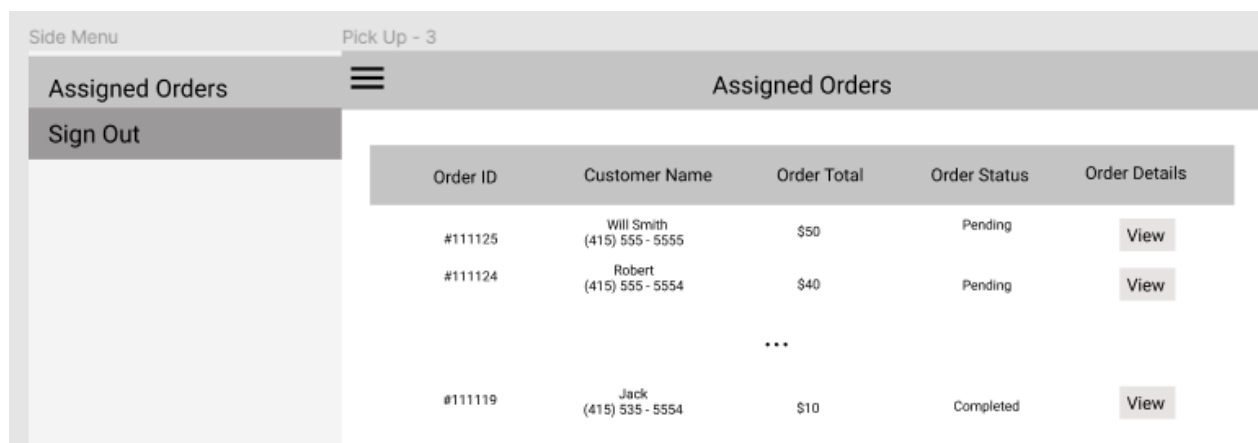 Side Menu
Pick Up - 3
Assigned Orders
Sign Out
Assigned Orders
Order ID Customer Name Order Total Order Status Order Details
#111125 Will Smith $50 Pending View
(415) 555 - 5555
#111124 Robert $40 Pending View
(415) 555 - 5554
...
#111119 Jack $10 Completed View
(415) 535 - 5554